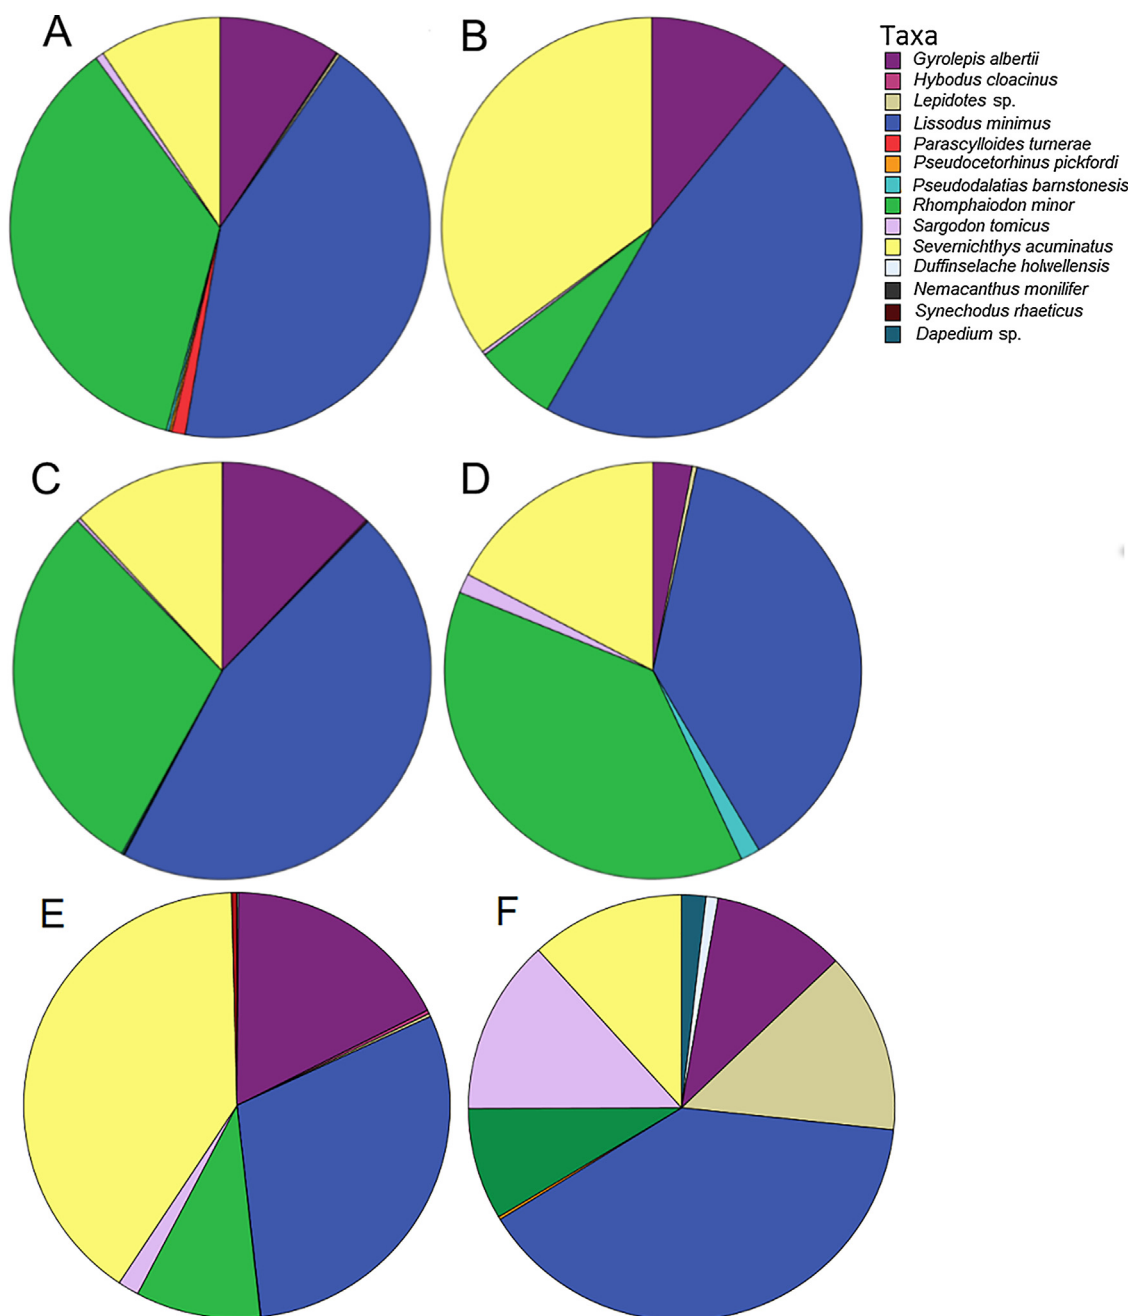 A
B
Taxa
Gyrolepis albertii
Hybodus cloacinus
Lepidotes sp.
Lissodus minimus
Parascylloides turnerae
Pseudocetorhinus pickfordi
Pseudodalatias barnstonesis
Rhomphaiodon minor
Sargodon tomicus
Severnichthys acuminatus
Duffinselache holwellensis
Nemacanthus monilifer
Synechodus rhaeticus
Dapedium sp.
C
D
E
F